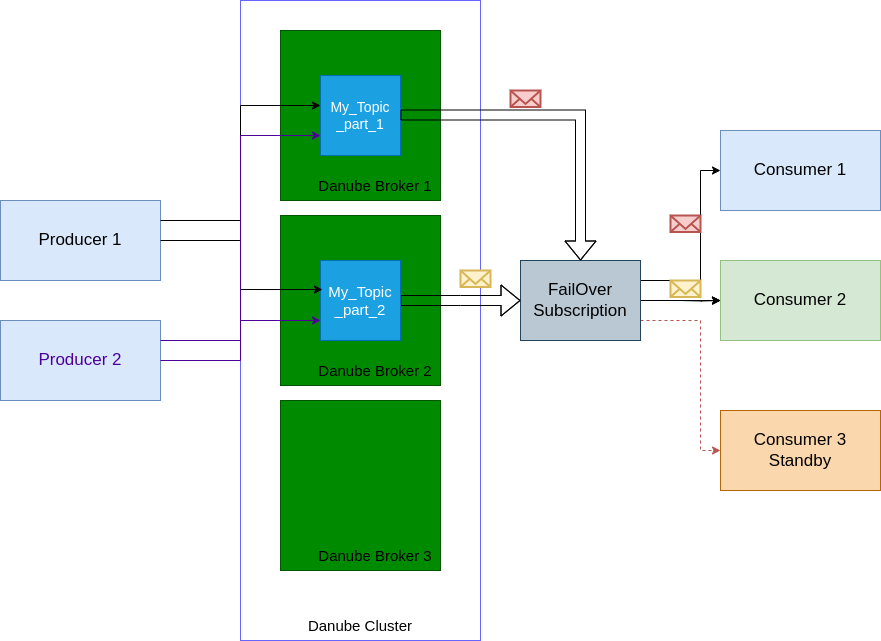 Producer 1
Producer 2
My_Topic
_part_1
Danube Broker 1
My_Topic
_part_2
Danube Broker 2
Danube Broker 3
Danube Cluster
FailOver
Subscription
Consumer 1
Consumer 2
Consumer 3
Standby